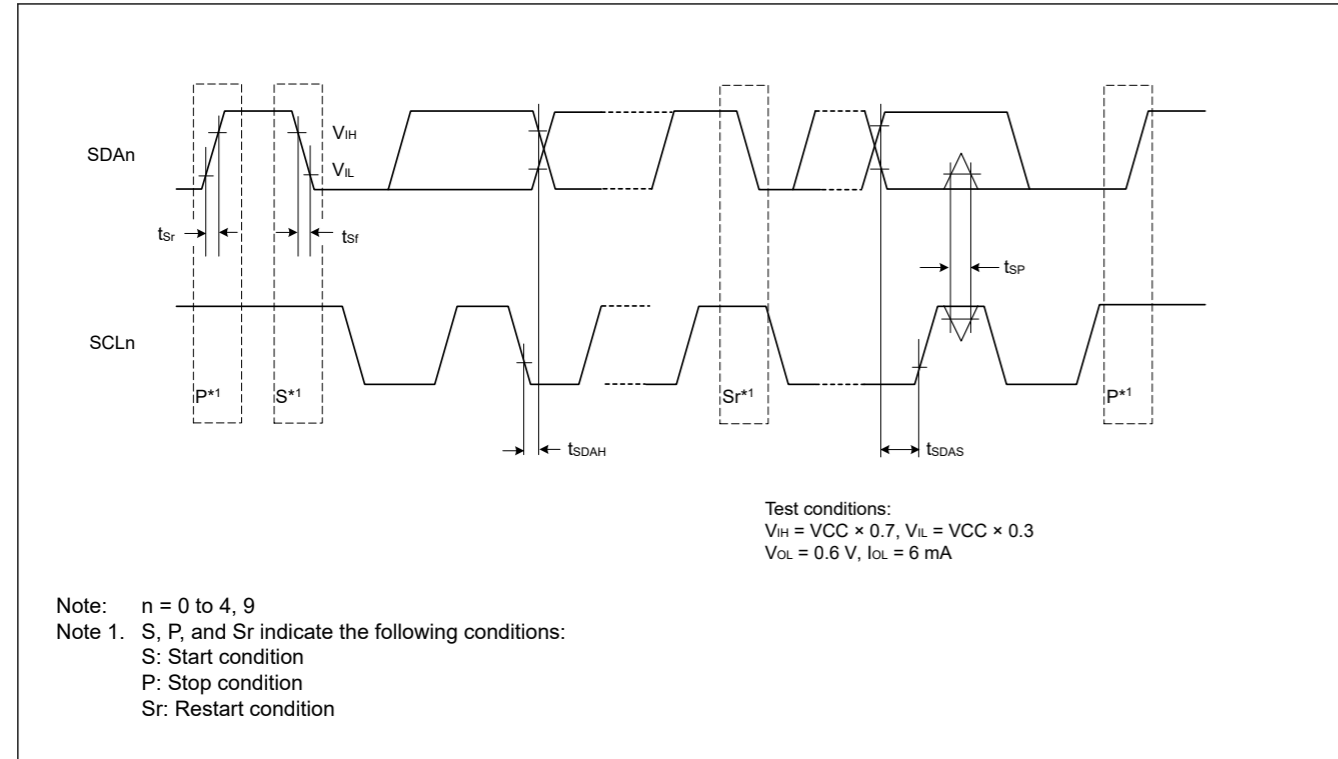 SDAn
VIH
VIL
tSr
tSf
tSP
SCLn
P*1
S*1
Sr*1
P*1
tSDAH
tSDAS
Test conditions:
VIH = VCC × 0.7, VIL = VCC × 0.3
VOL = 0.6 V, IOL = 6 mA
Note: n = 0 to 4, 9
Note 1. S, P, and Sr indicate the following conditions:
S: Start condition
P: Stop condition
Sr: Restart condition